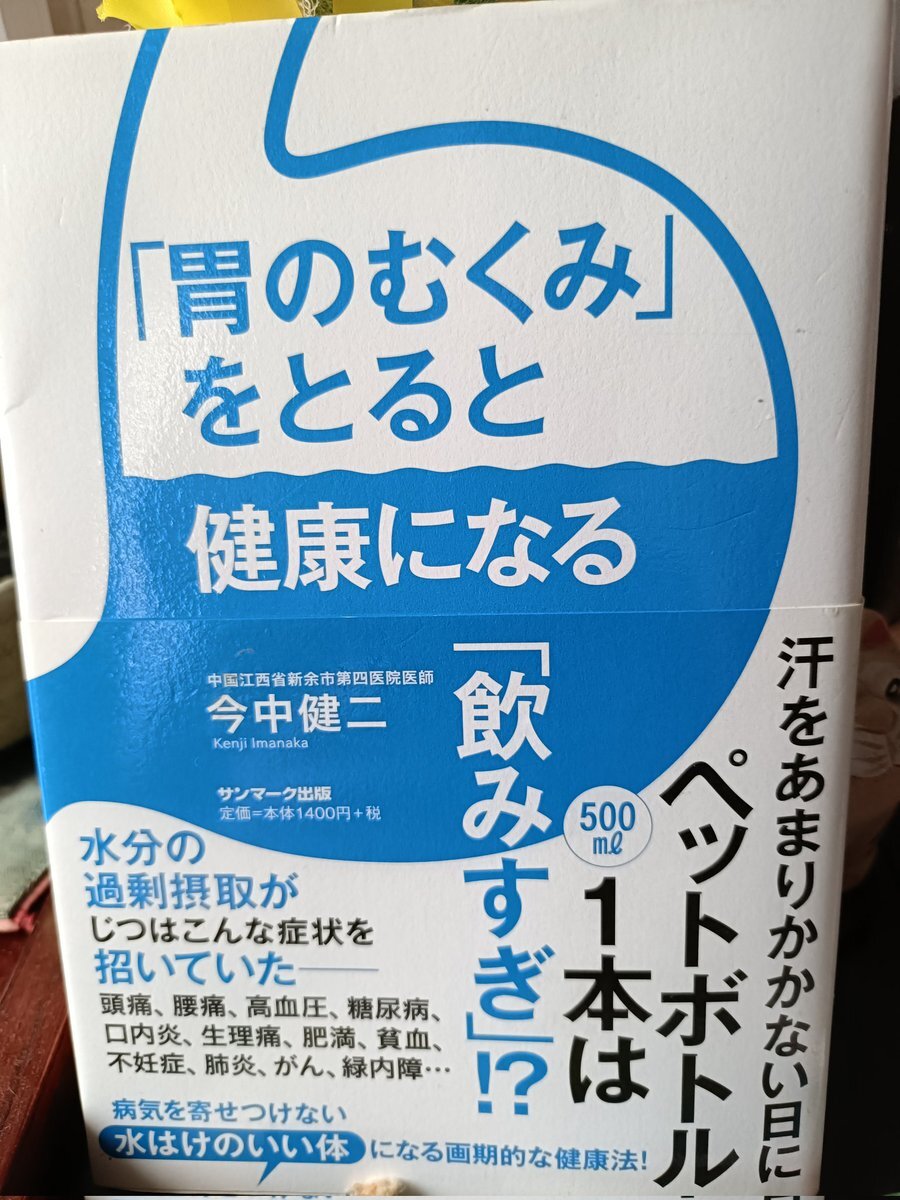 「胃のむくみ」
をとると
健康になる
中国江西省新余市第四医院医師
今中健二
Kenji Imanaka
サンマーク出版
定価=本体1400円+税
汗をあまりかかない日に
ペットボトル
500
mℓ
1本は
「飲みすぎ」!?
水分の
過剰摂取が
じつはこんな症状を
招いていた――
頭痛、腰痛、高血圧、糖尿病、
口内炎、生理痛、肥満、貧血、
不妊症、肺炎、がん、緑内障…
病気を寄せつけない
水はけのいい体になる画期的な健康法!